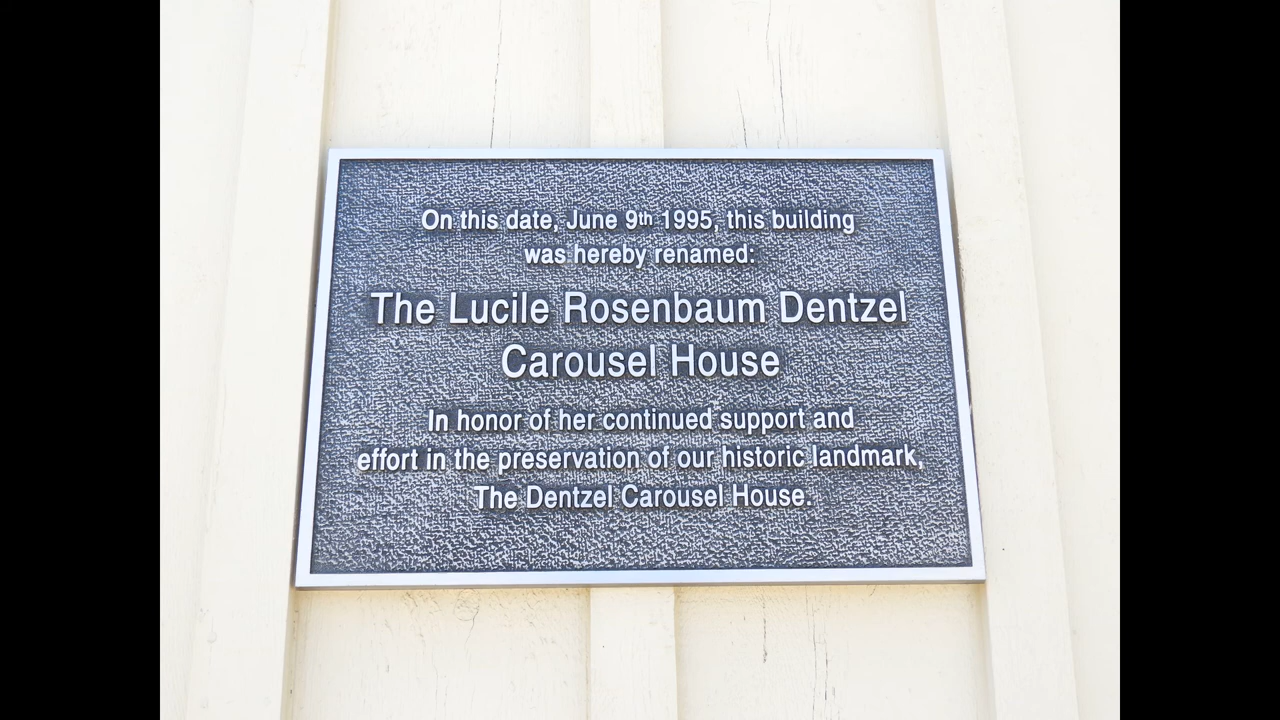 On this date, June 9th 1995, this building
was hereby renamed:
The Lucile Rosenbaum Dentzel
Carousel House
In honor of her continued support and
effort in the preservation of our historic landmark,
The Dentzel Carousel House.